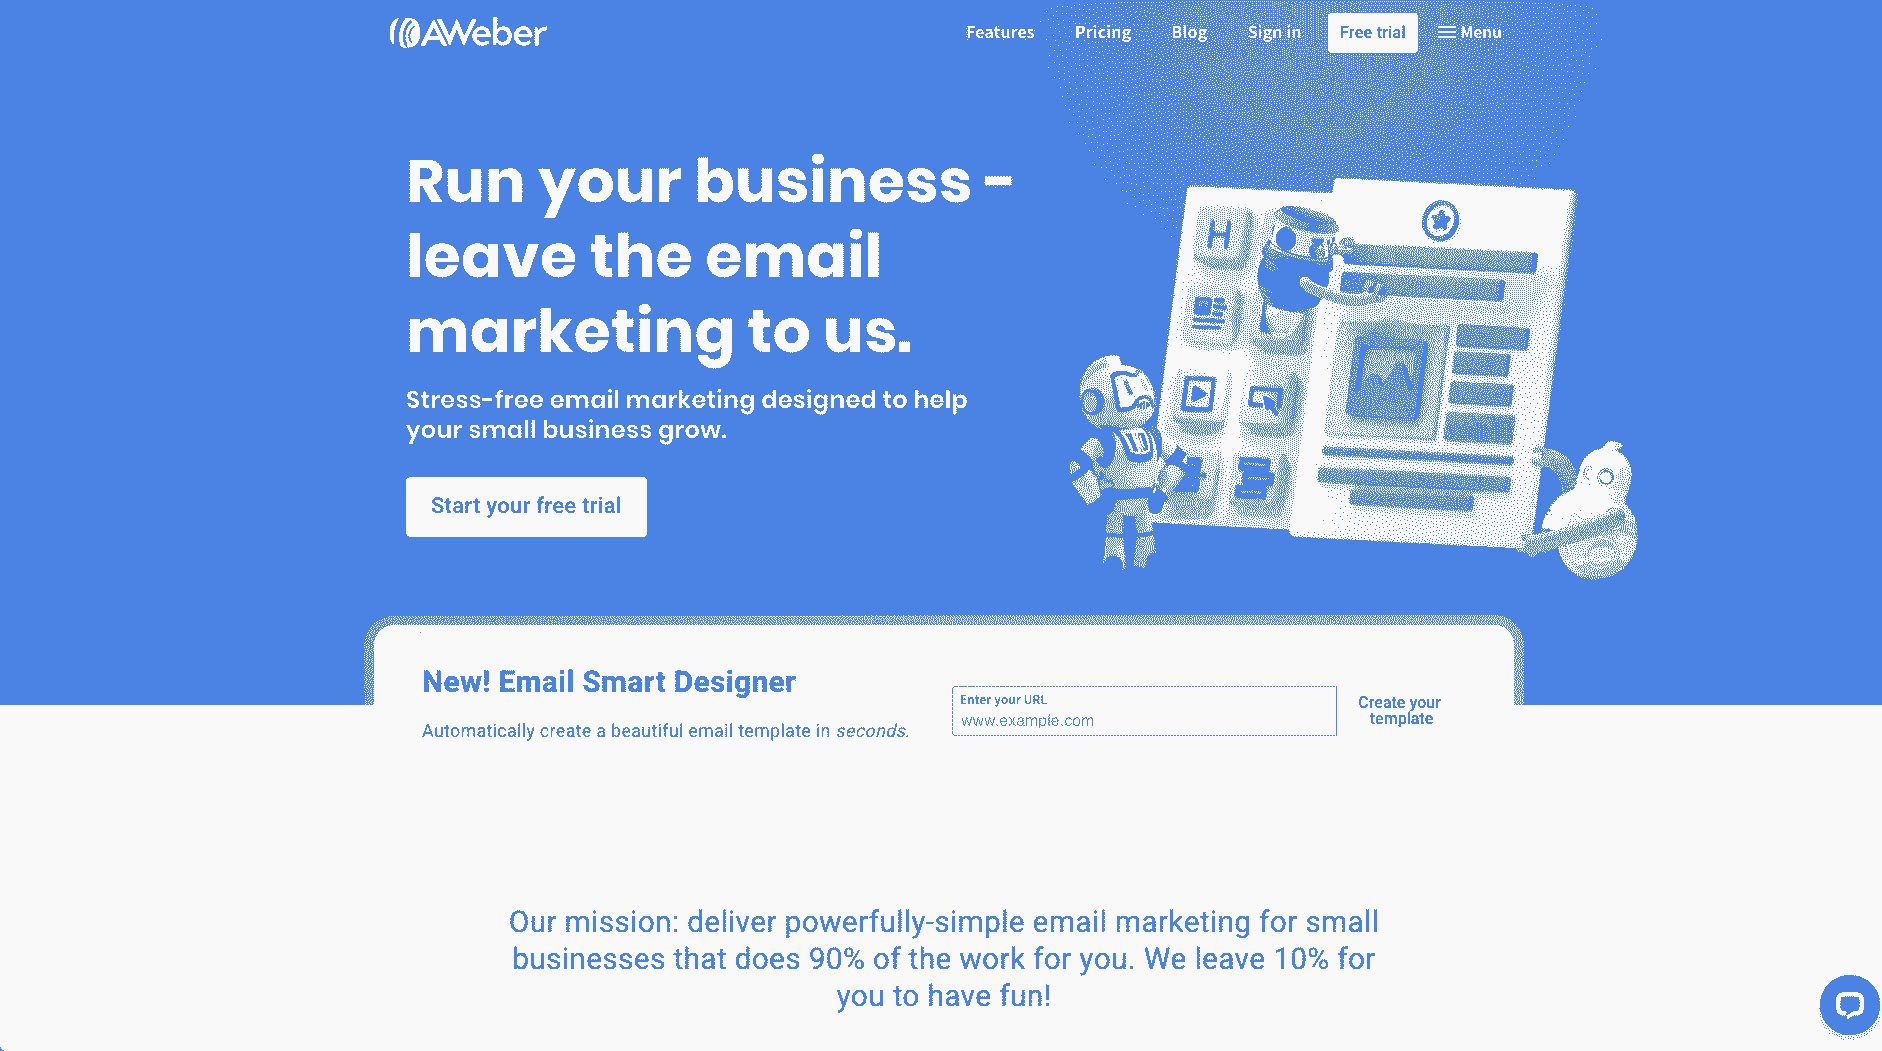 AWeber
Features Pricing Blog Sign in Free trial Menu
Run your business -
leave the email
marketing to us.
Stress-free email marketing designed to help
your small business grow.
Start your free trial
H
New! Email Smart Designer
Automatically create a beautiful email template in seconds.
Enter your URL
www.example.com
Create your
template
Our mission: deliver powerfully-simple email marketing for small
businesses that does 90% of the work for you. We leave 10% for
you to have fun!